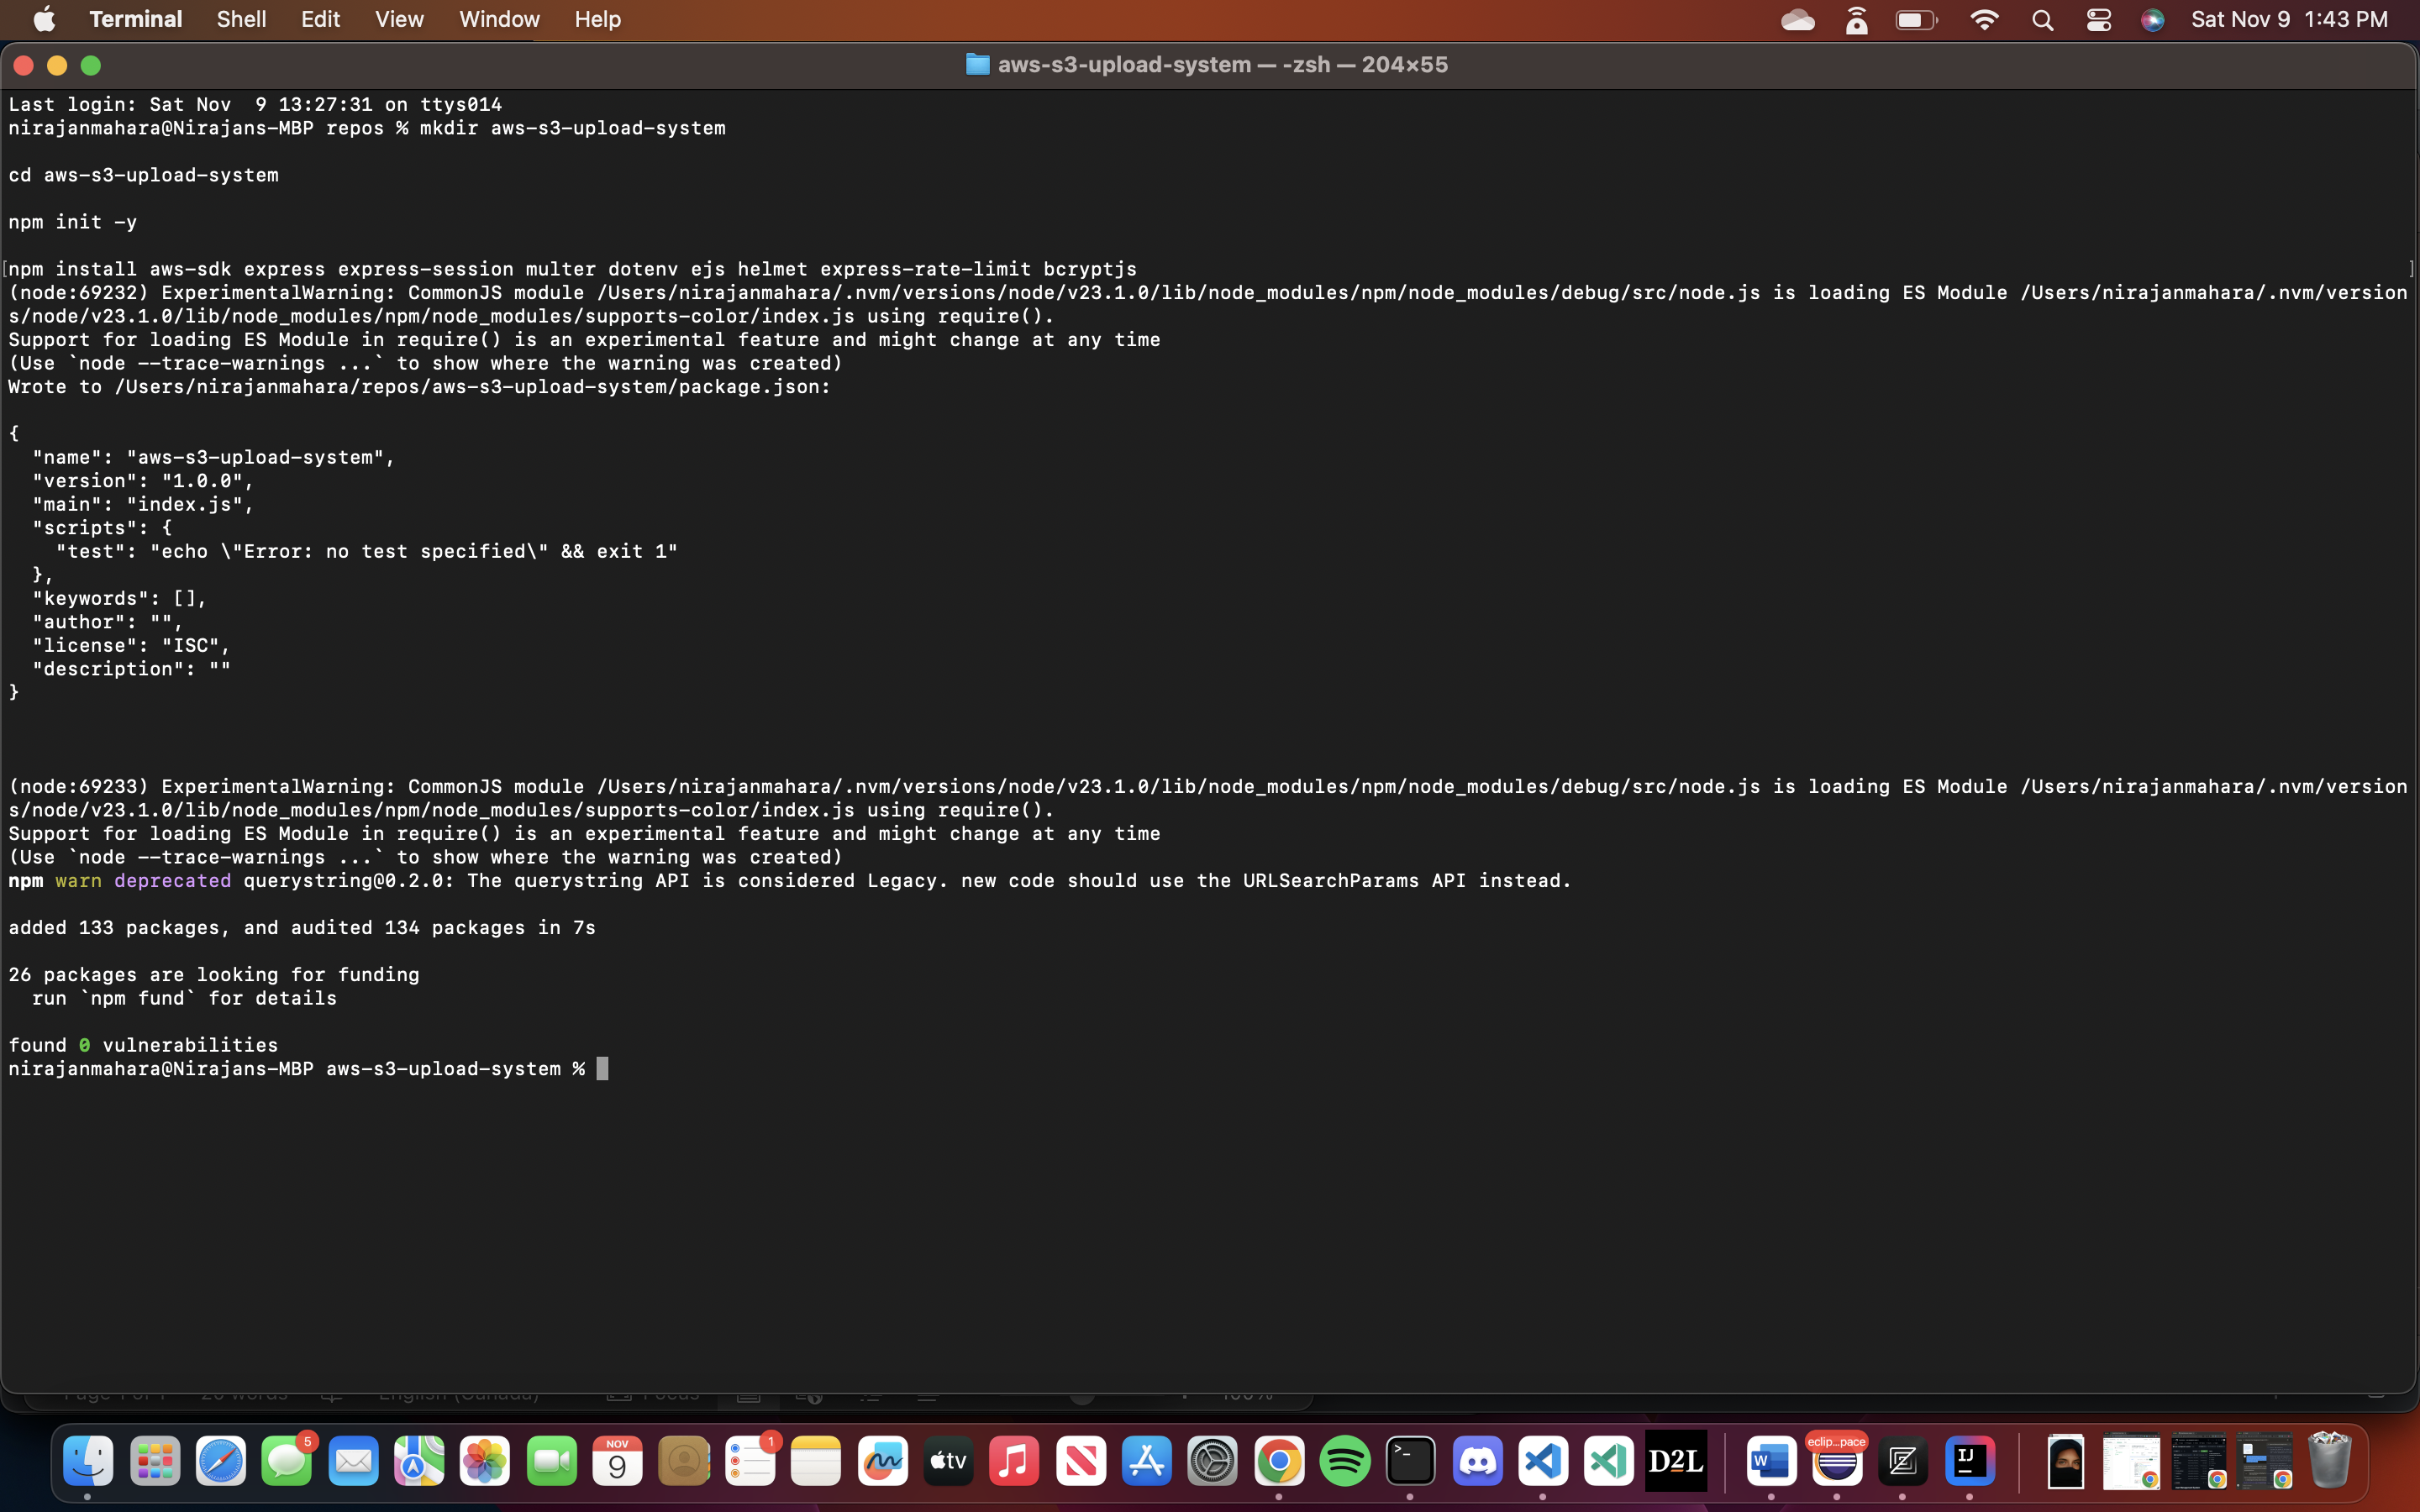 Terminal Shell Edit View Window Help Sat Nov 9 1:43 PM
aws-s3-upload-system — -zsh — 204×55
Last login: Sat Nov  9 13:27:31 on ttys014
nirajanmahara@Nirajans-MBP repos % mkdir aws-s3-upload-system
cd aws-s3-upload-system
npm init -y
[npm install aws-sdk express express-session multer dotenv ejs helmet express-rate-limit bcryptjs ]
(node:69232) ExperimentalWarning: CommonJS module /Users/nirajanmahara/.nvm/versions/node/v23.1.0/lib/node_modules/npm/node_modules/debug/src/node.js is loading ES Module /Users/nirajanmahara/.nvm/version
s/node/v23.1.0/lib/node_modules/npm/node_modules/supports-color/index.js using require().
Support for loading ES Module in require() is an experimental feature and might change at any time
(Use `node --trace-warnings ...` to show where the warning was created)
Wrote to /Users/nirajanmahara/repos/aws-s3-upload-system/package.json:
{
  "name": "aws-s3-upload-system",
  "version": "1.0.0",
  "main": "index.js",
  "scripts": {
    "test": "echo \"Error: no test specified\" && exit 1"
  },
  "keywords": [],
  "author": "",
  "license": "ISC",
  "description": ""
}
(node:69233) ExperimentalWarning: CommonJS module /Users/nirajanmahara/.nvm/versions/node/v23.1.0/lib/node_modules/npm/node_modules/debug/src/node.js is loading ES Module /Users/nirajanmahara/.nvm/version
s/node/v23.1.0/lib/node_modules/npm/node_modules/supports-color/index.js using require().
Support for loading ES Module in require() is an experimental feature and might change at any time
(Use `node --trace-warnings ...` to show where the warning was created)
npm warn deprecated querystring@0.2.0: The querystring API is considered Legacy. new code should use the URLSearchParams API instead.
added 133 packages, and audited 134 packages in 7s
26 packages are looking for funding
  run `npm fund` for details
found 0 vulnerabilities
nirajanmahara@Nirajans-MBP aws-s3-upload-system %
5 NOV 9 1 tv >_ D2L W eclip...pace IJ